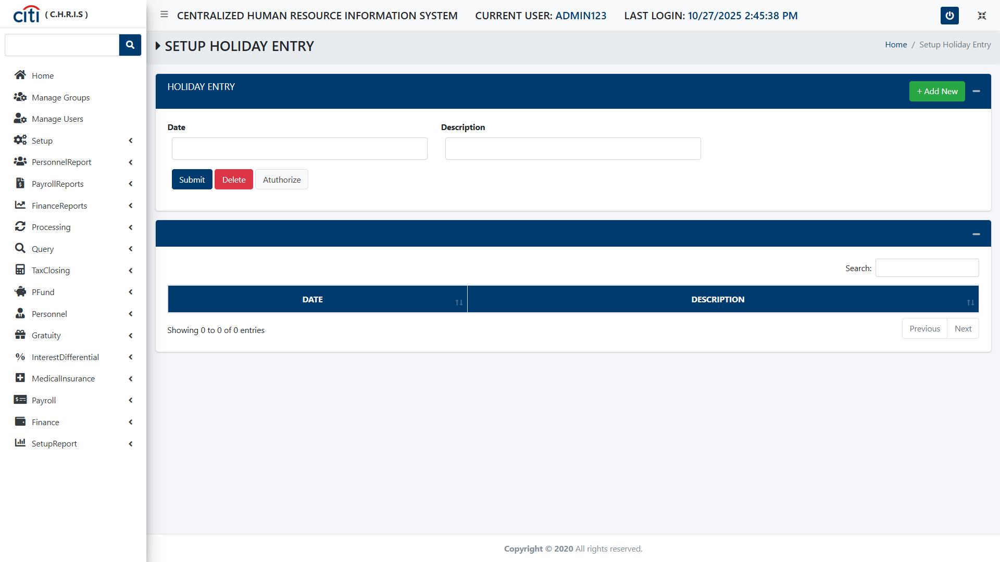 citi ( C.H.R.I.S )
CENTRALIZED HUMAN RESOURCE INFORMATION SYSTEM CURRENT USER: ADMIN123 LAST LOGIN: 10/27/2025 2:45:38 PM
SETUP HOLIDAY ENTRY
Home / Setup Holiday Entry
Home
Manage Groups
Manage Users
Setup
PersonnelReport
PayrollReports
FinanceReports
Processing
Query
TaxClosing
PFund
Personnel
Gratuity
% InterestDifferential
MedicalInsurance
Payroll
Finance
SetupReport
HOLIDAY ENTRY
+ Add New
Date Description
Submit Delete Atuthorize
Search:
DATE DESCRIPTION
Showing 0 to 0 of 0 entries
Previous Next
Copyright © 2020 All rights reserved.